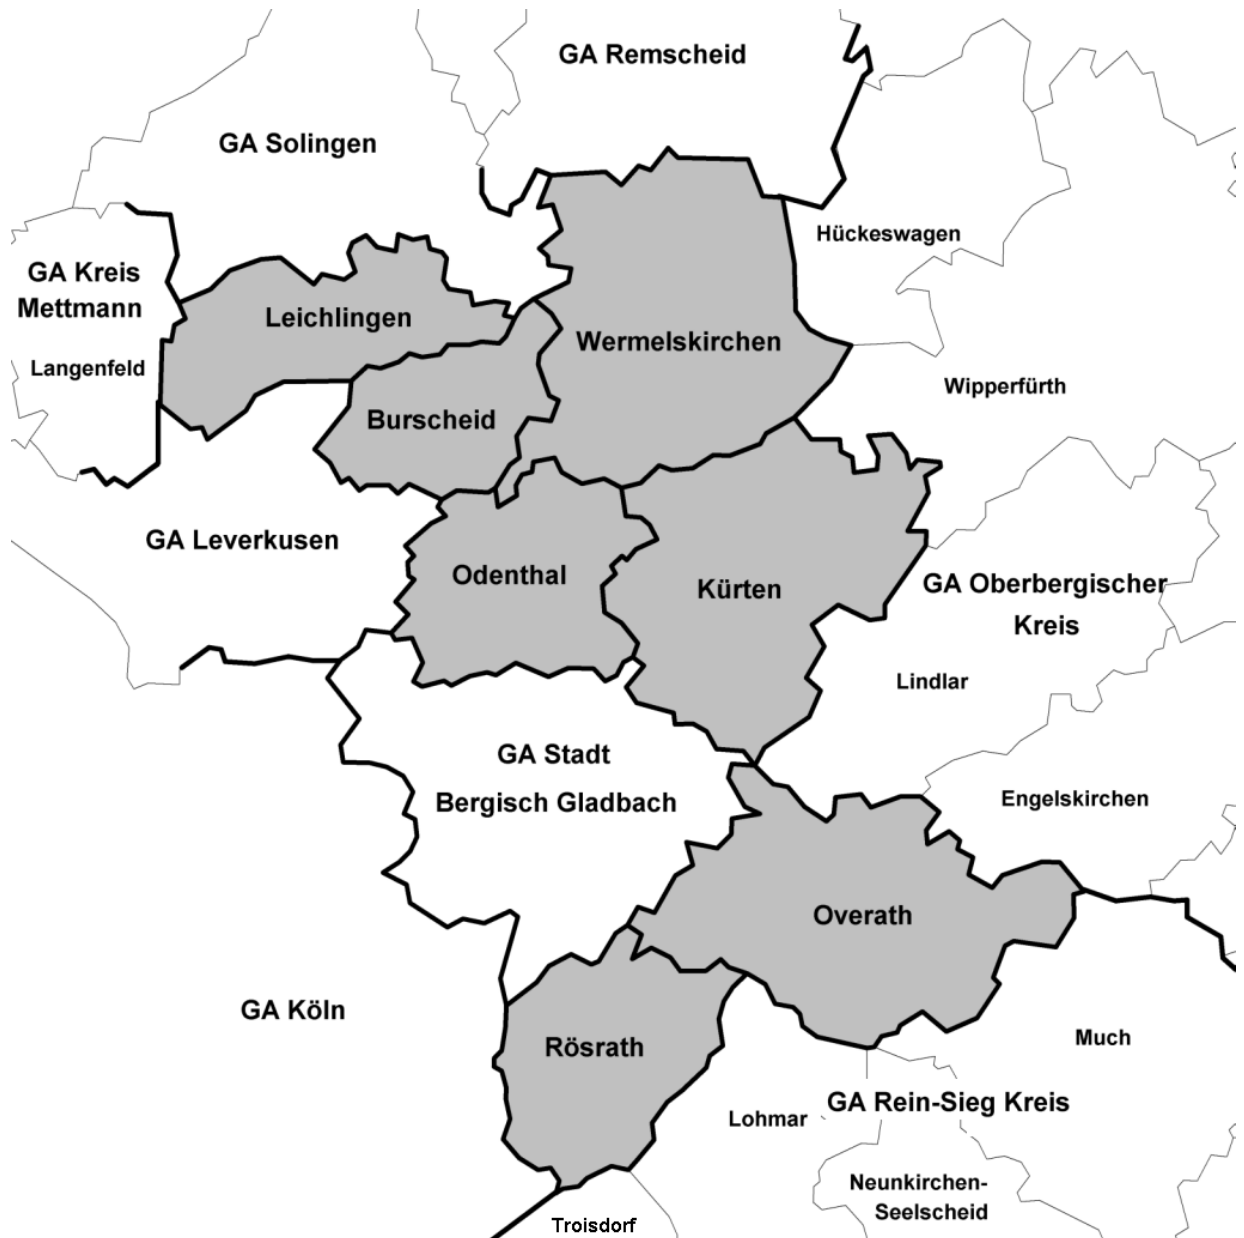 GA Remscheid
GA Solingen
Hückeswagen
GA Kreis
Mettmann
Leichlingen
Wermelskirchen
Langenfeld
Wipperfürth
Burscheid
GA Leverkusen
Odenthal
Kürten
GA Oberbergischer
Kreis
Lindlar
GA Stadt
Bergisch Gladbach
Engelskirchen
Overath
GA Köln
Rösrath
Much
GA Rein-Sieg Kreis
Lohmar
Neunkirchen-
Seelscheid
Troisdorf